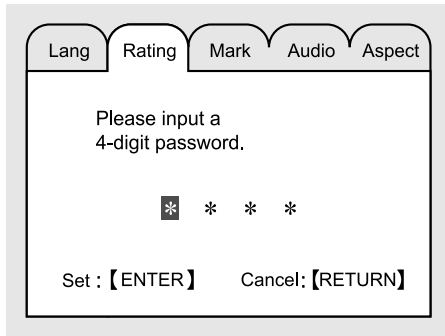 Lang Rating Mark Audio Aspect
Please input a
4-digit password.
* * * *
Set :【ENTER】 Cancel:【RETURN】